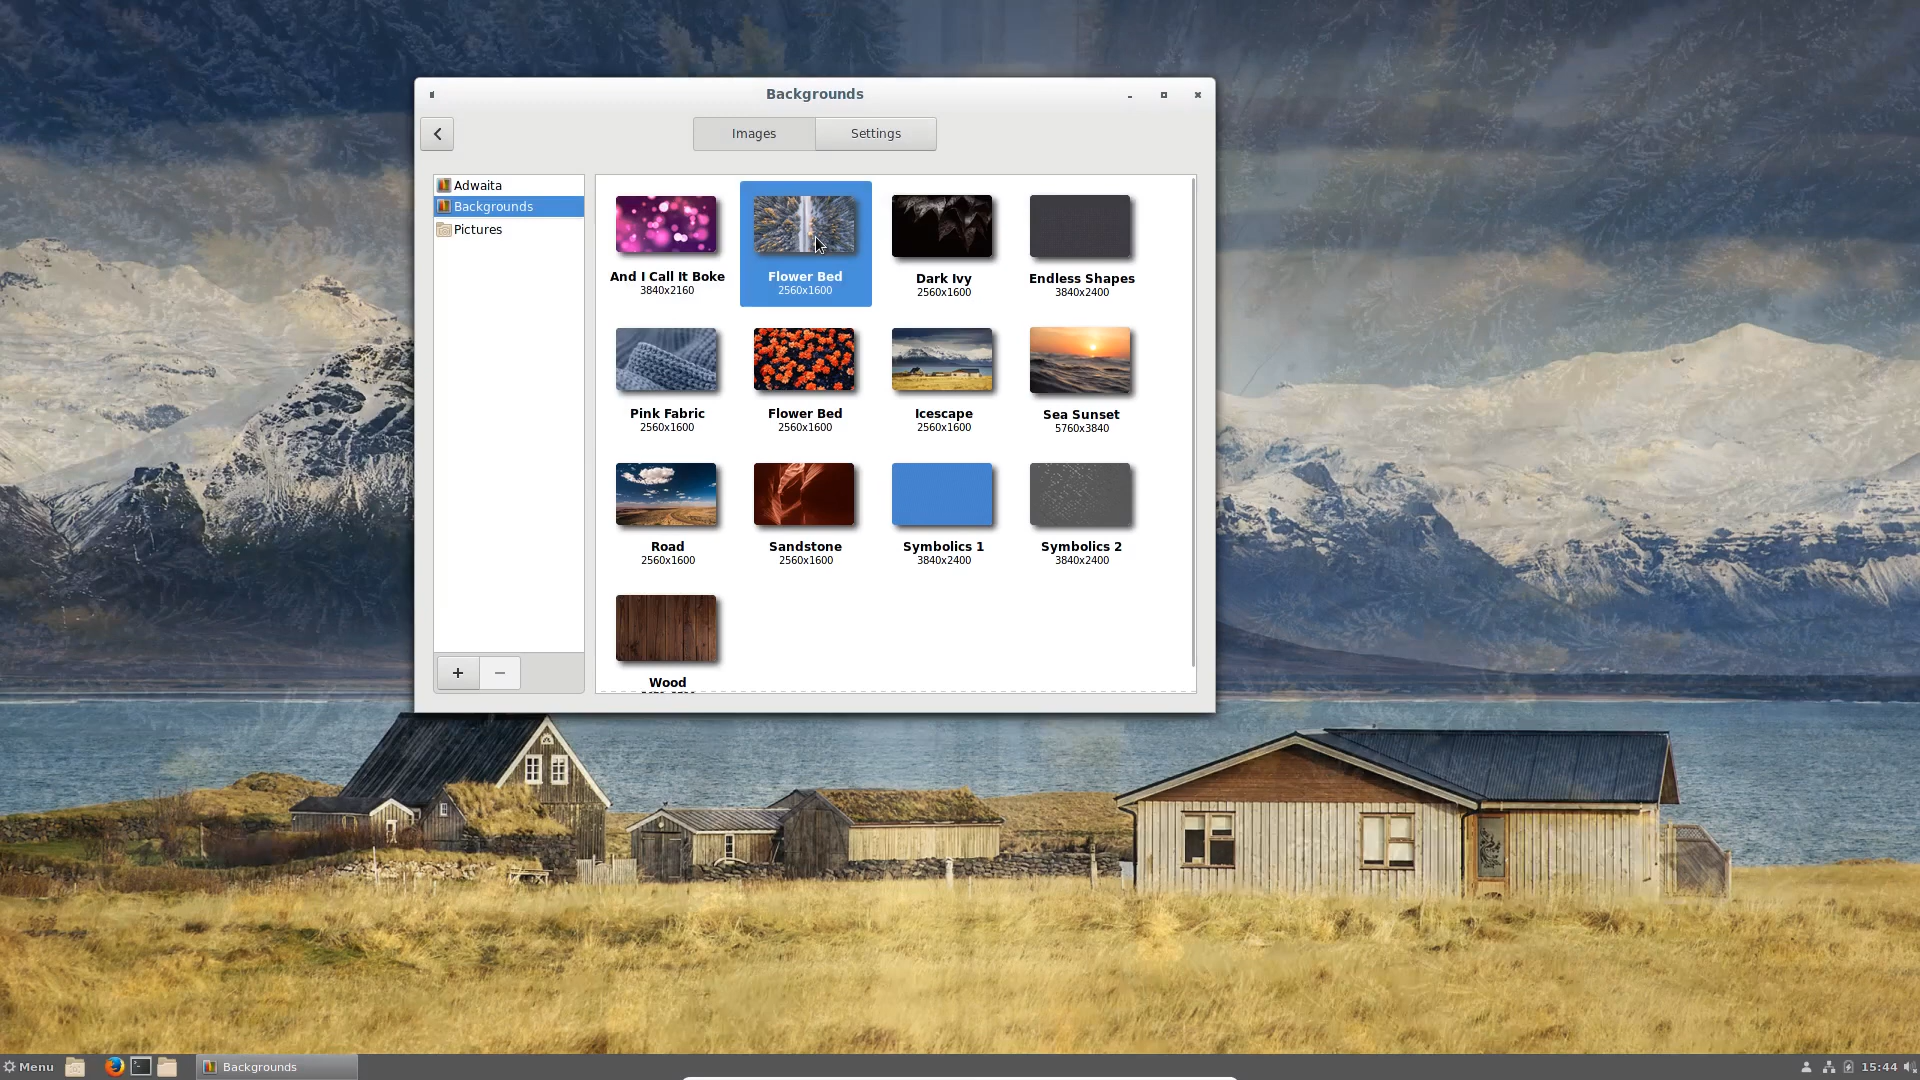 Backgrounds
Images
Settings
Adwaita
Backgrounds
Pictures
And I Call It Boke
3840x2160
Flower Bed
2560x1600
Dark Ivy
2560x1600
Endless Shapes
3840x2400
Pink Fabric
2560x1600
Flower Bed
2560x1600
Icescape
2560x1600
Sea Sunset
5760x3840
Road
2560x1600
Sandstone
2560x1600
Symbolics 1
3840x2400
Symbolics 2
3840x2400
Wood
Menu
Backgrounds
15:44